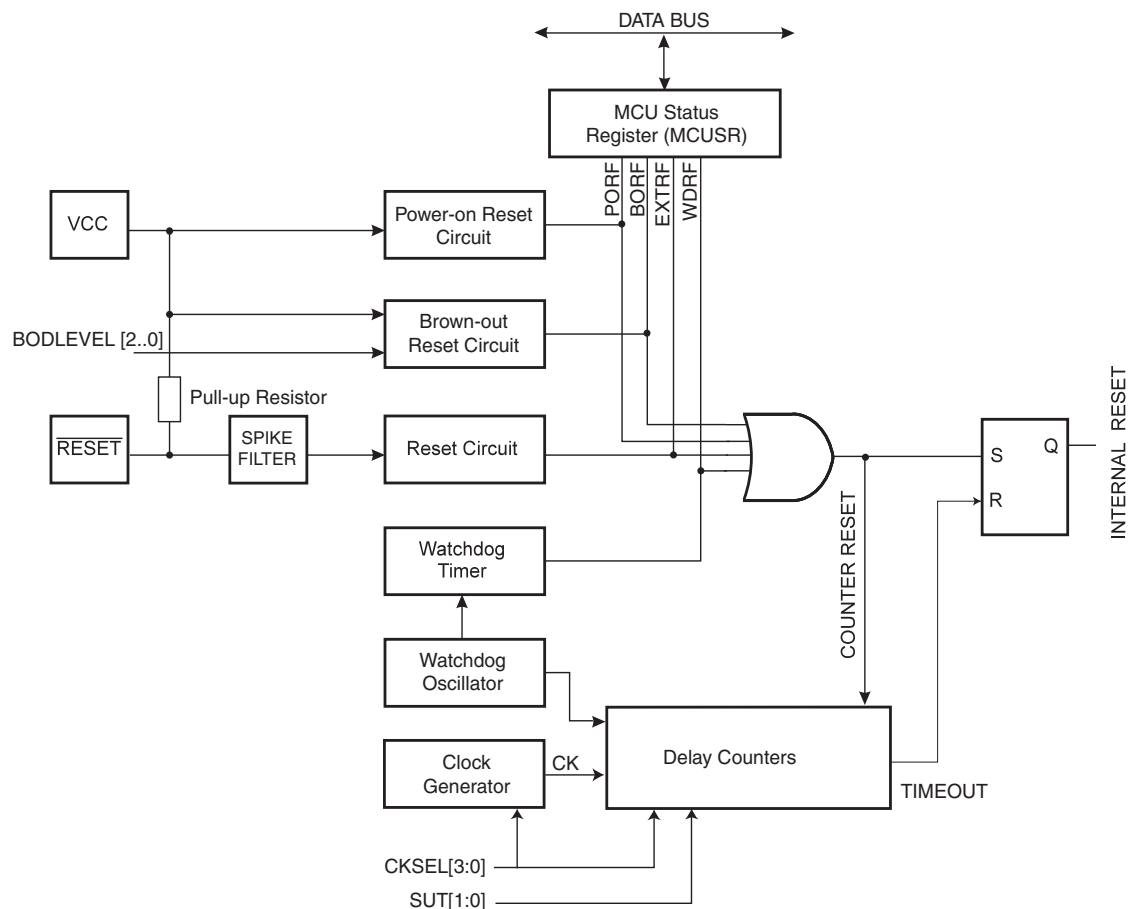 DATA BUS
MCU Status
Register (MCUSR)
PORF
BORF
EXTRF
WDRF
VCC
Power-on Reset
Circuit
BODLEVEL [2..0]
Brown-out
Reset Circuit
Pull-up Resistor
RESET
SPIKE
FILTER
Reset Circuit
S
Q
R
INTERNAL RESET
COUNTER RESET
Watchdog
Timer
Watchdog
Oscillator
Clock
Generator
CK
Delay Counters
TIMEOUT
CKSEL[3:0]
SUT[1:0]